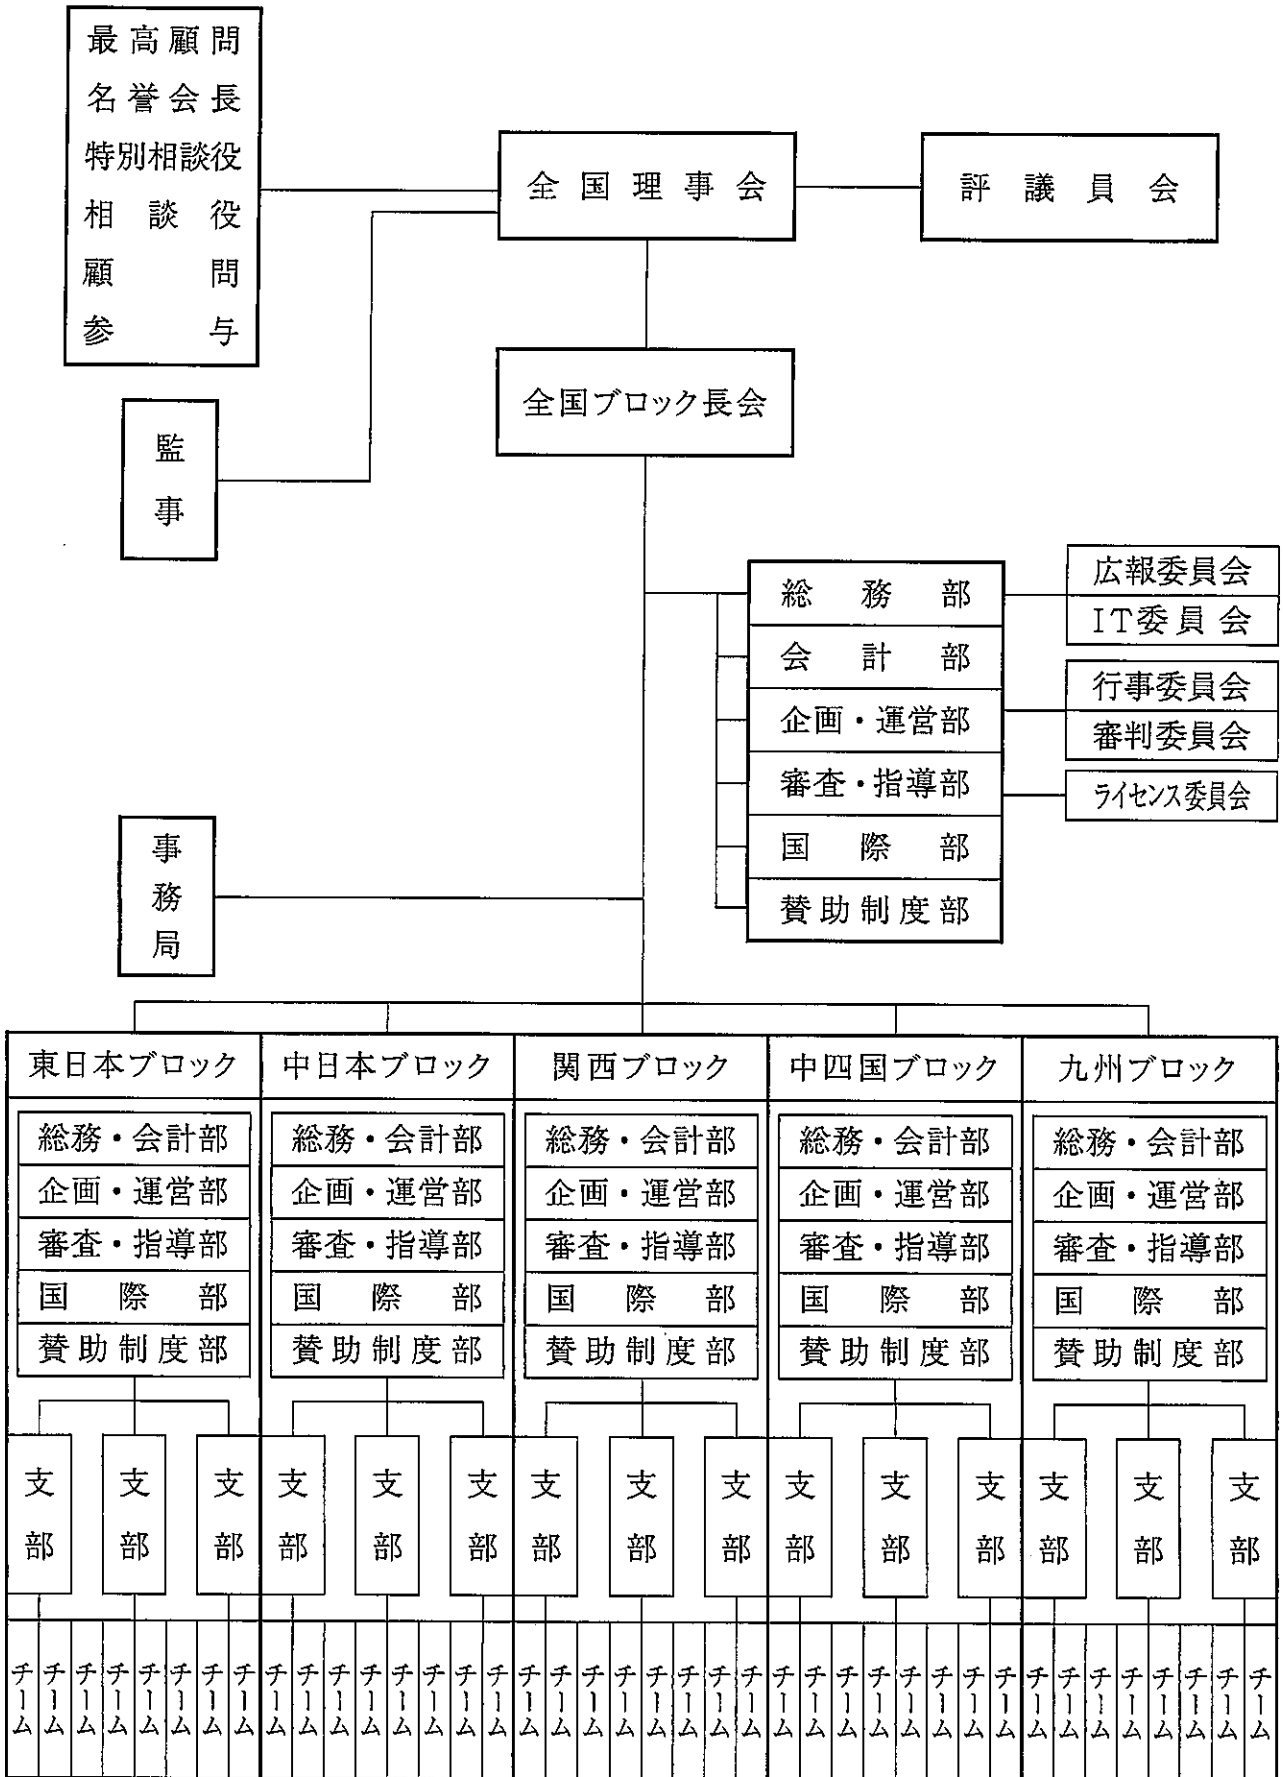 最高顧問
名誉会長
特別相談役
相談役
顧問
参与
全国理事会
評議員会
全国ブロック長会
監事
総務部
会計部
企画・運営部
審査・指導部
国際部
賛助制度部
広報委員会
IT委員会
行事委員会
審判委員会
ライセンス委員会
事務局
東日本ブロック
総務・会計部
企画・運営部
審査・指導部
国際部
賛助制度部
支部
支部
支部
チーム
チーム
チーム
チーム
チーム
チーム
チーム
チーム
中日本ブロック
総務・会計部
企画・運営部
審査・指導部
国際部
賛助制度部
支部
支部
支部
チーム
チーム
チーム
チーム
チーム
チーム
チーム
チーム
関西ブロック
総務・会計部
企画・運営部
審査・指導部
国際部
賛助制度部
支部
支部
支部
チーム
チーム
チーム
チーム
チーム
チーム
チーム
チーム
中四国ブロック
総務・会計部
企画・運営部
審査・指導部
国際部
賛助制度部
支部
支部
支部
チーム
チーム
チーム
チーム
チーム
チーム
チーム
チーム
九州ブロック
総務・会計部
企画・運営部
審査・指導部
国際部
賛助制度部
支部
支部
支部
チーム
チーム
チーム
チーム
チーム
チーム
チーム
チーム